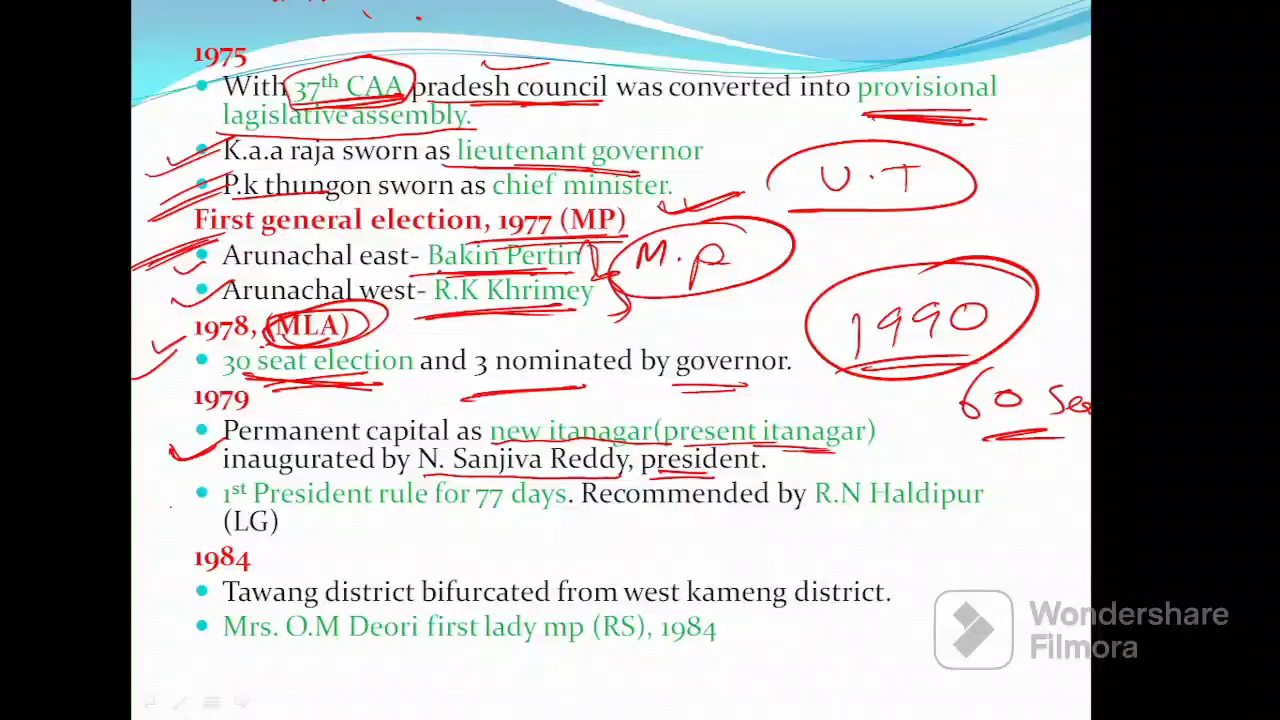 1975
With 37th CAA pradesh council was converted into provisional
lagislative assembly.
K.a.a raja sworn as lieutenant governor
U.T
P.k thungon sworn as chief minister.
First general election, 1977 (MP)
Arunachal east- Bakin Pertin
M.P
Arunachal west- R.K Khrimey
1990
1978, (MLA)
30 seat election and 3 nominated by governor.
60 Sea
1979
Permanent capital as new itanagar(present itanagar)
inaugurated by N. Sanjiva Reddy, president.
1st President rule for 77 days. Recommended by R.N Haldipur
(LG)
1984
Tawang district bifurcated from west kameng district.
Mrs. O.M Deori first lady mp (RS), 1984
Wondershare
Filmora